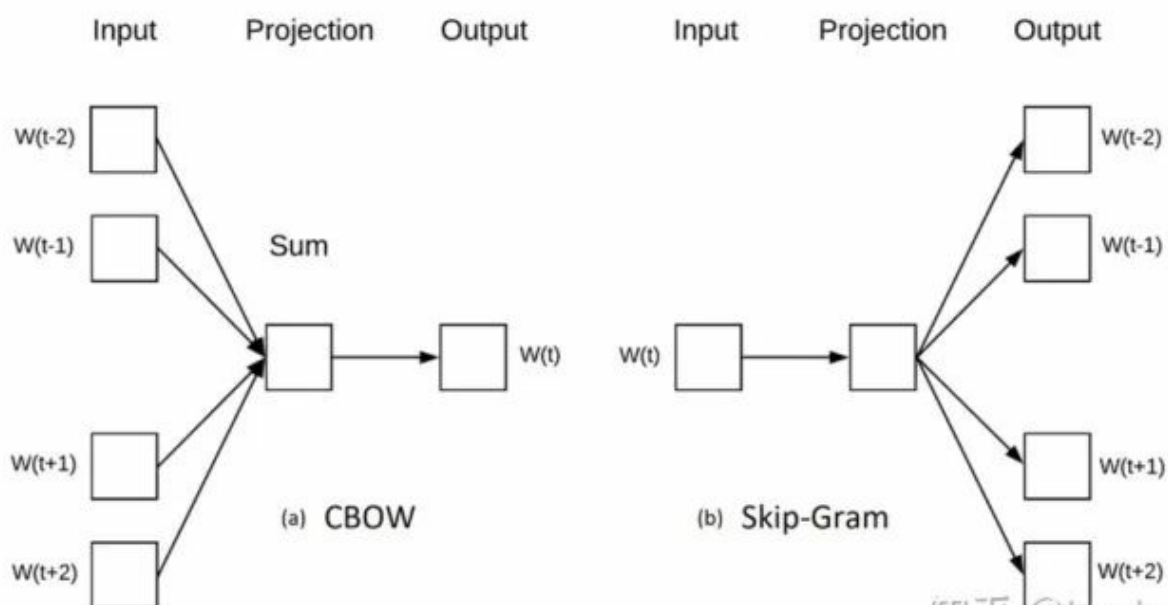 Input Projection Output
W(t-2)
W(t-1)
Sum
W(t)
W(t+1)
W(t+2)
(a) CBOW
Input Projection Output
W(t-2)
W(t-1)
W(t)
W(t+1)
W(t+2)
(b) Skip-Gram